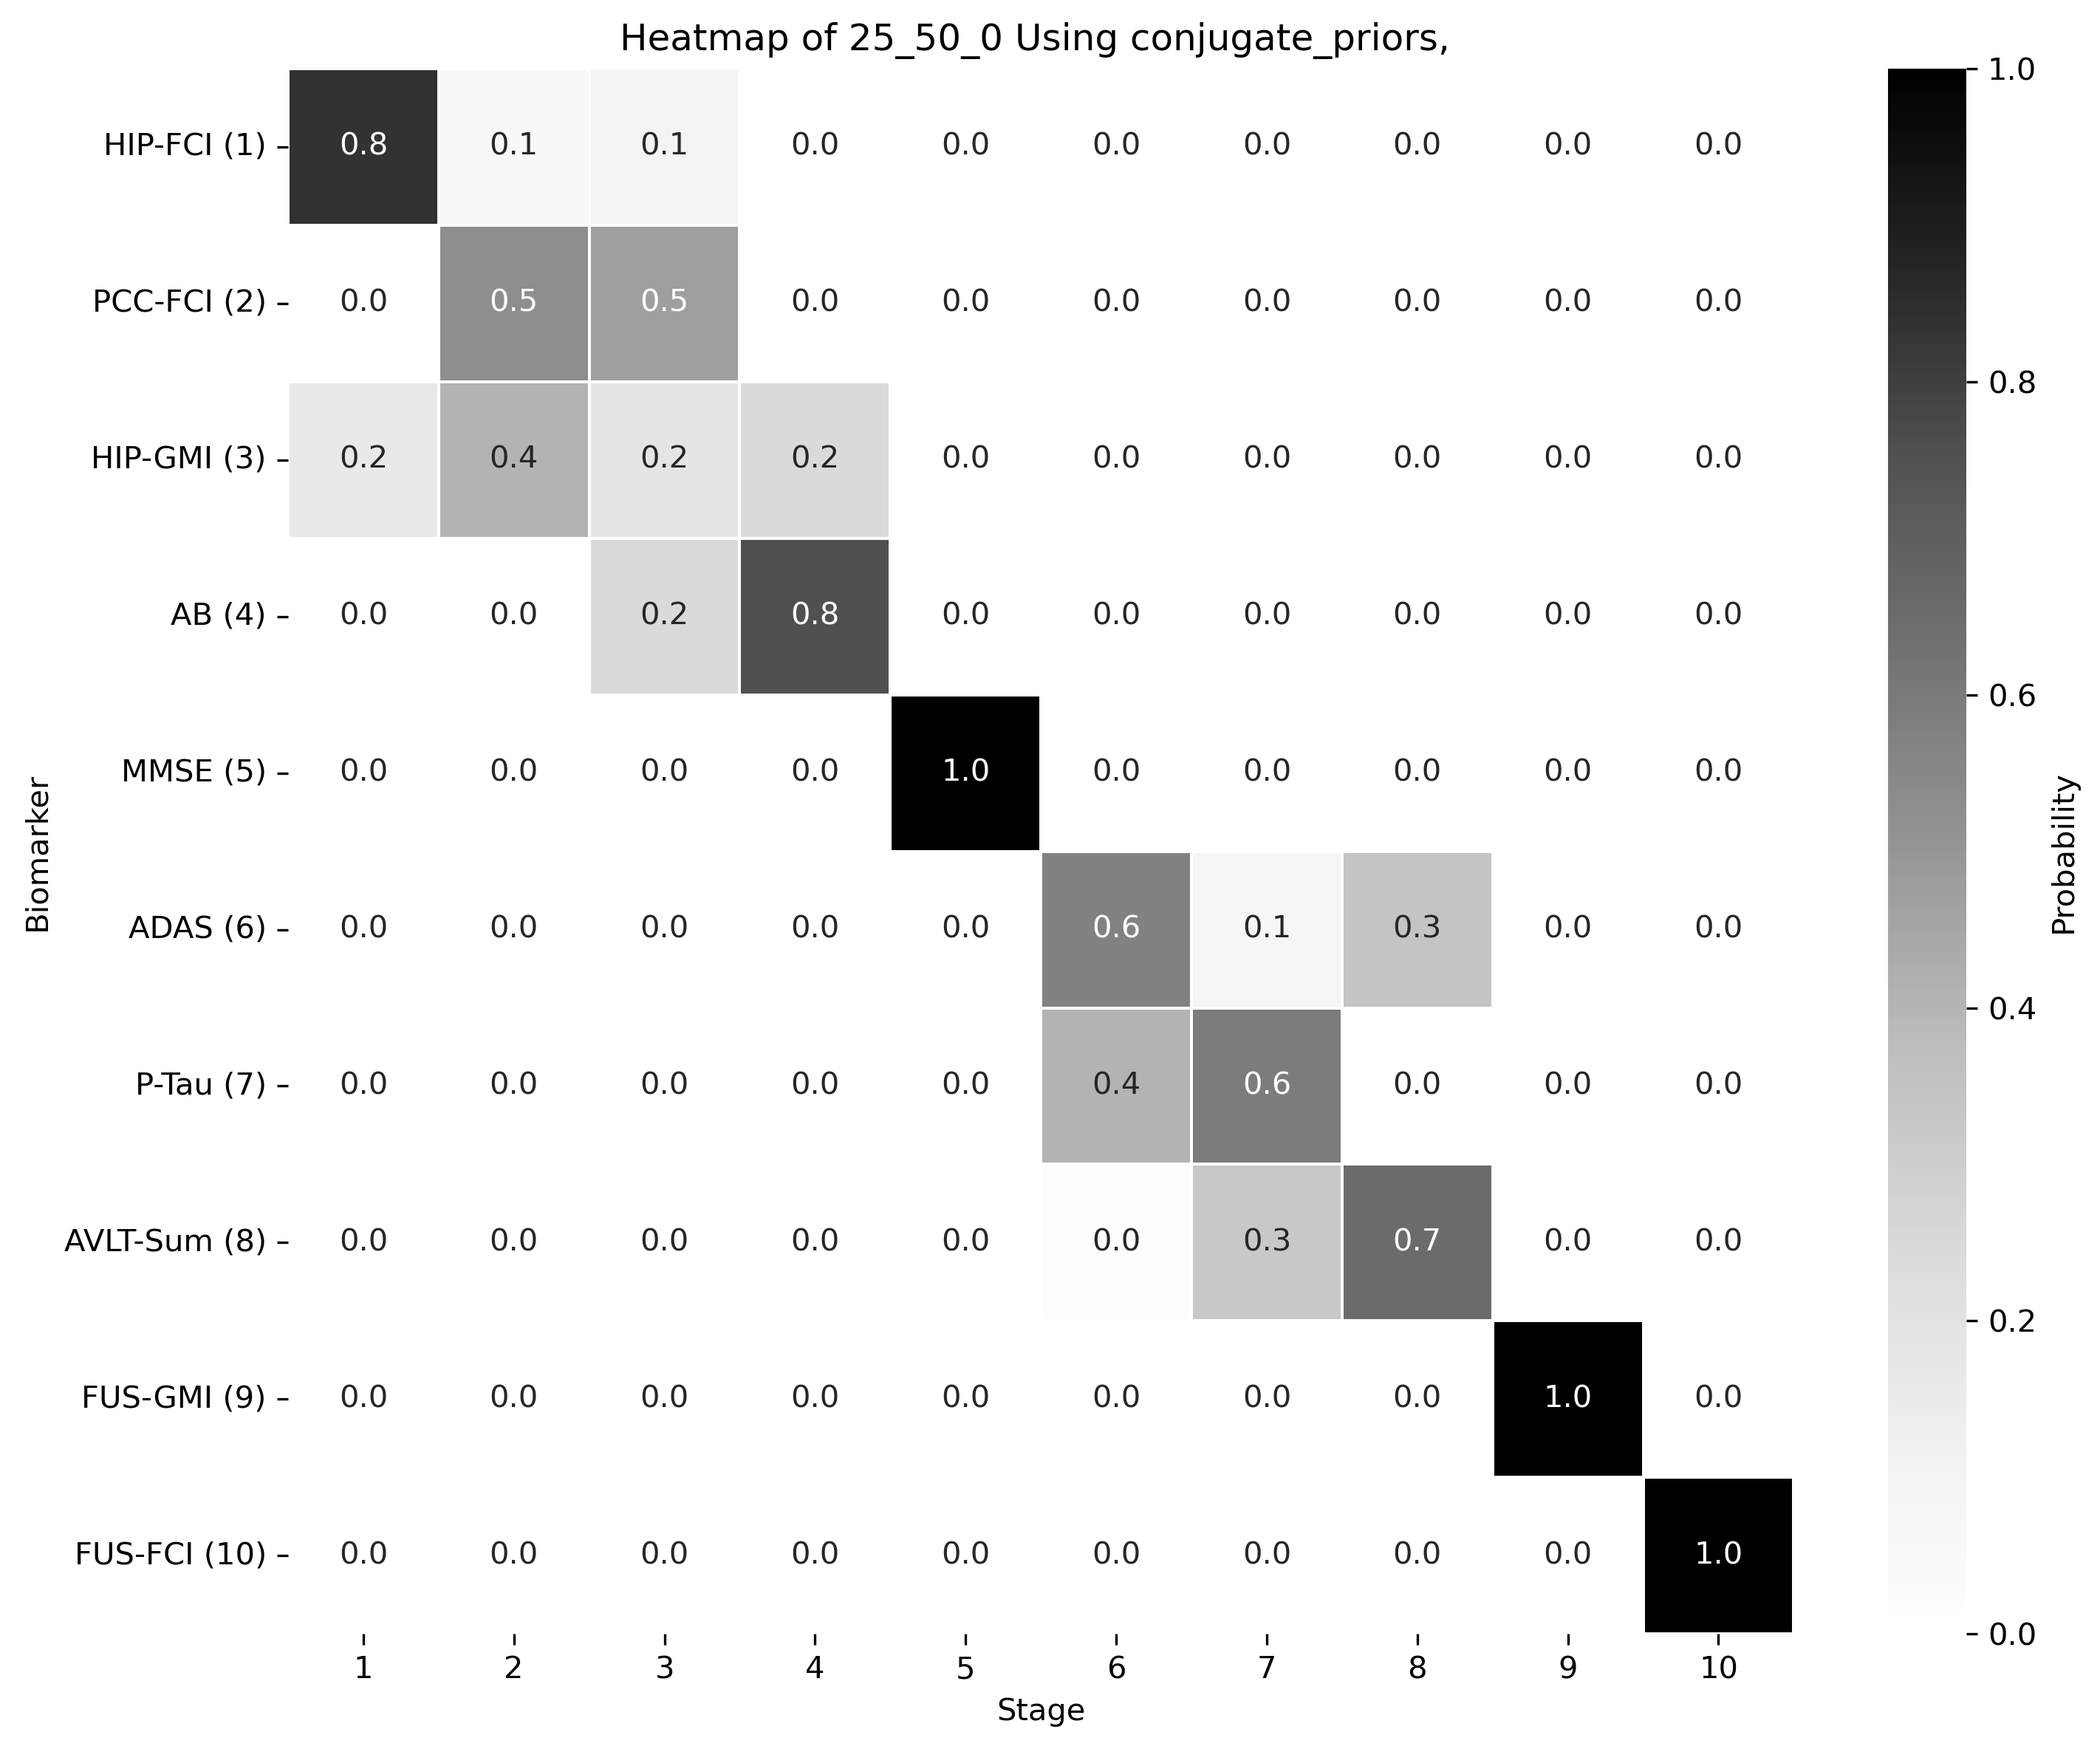 Heatmap of 25_50_0 Using conjugate_priors,
HIP-FCI (1) 0.8 0.1 0.1 0.0 0.0 0.0 0.0 0.0 0.0 0.0
PCC-FCI (2) 0.0 0.5 0.5 0.0 0.0 0.0 0.0 0.0 0.0 0.0
HIP-GMI (3) 0.2 0.4 0.2 0.2 0.0 0.0 0.0 0.0 0.0 0.0
AB (4) 0.0 0.0 0.2 0.8 0.0 0.0 0.0 0.0 0.0 0.0
MMSE (5) 0.0 0.0 0.0 0.0 1.0 0.0 0.0 0.0 0.0 0.0
ADAS (6) 0.0 0.0 0.0 0.0 0.0 0.6 0.1 0.3 0.0 0.0
P-Tau (7) 0.0 0.0 0.0 0.0 0.0 0.4 0.6 0.0 0.0 0.0
AVLT-Sum (8) 0.0 0.0 0.0 0.0 0.0 0.0 0.3 0.7 0.0 0.0
FUS-GMI (9) 0.0 0.0 0.0 0.0 0.0 0.0 0.0 0.0 1.0 0.0
FUS-FCI (10) 0.0 0.0 0.0 0.0 0.0 0.0 0.0 0.0 0.0 1.0
1 2 3 4 5 6 7 8 9 10
Stage
Biomarker
1.0
0.8
0.6
0.4
0.2
0.0
Probability